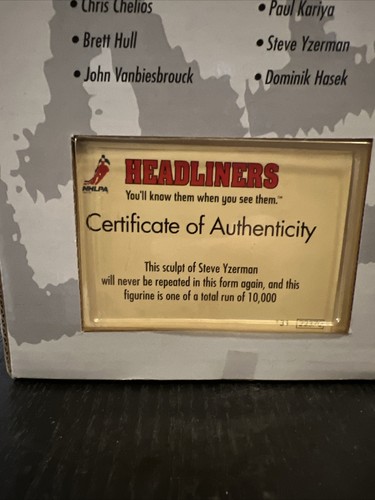 • Chris Chelios
• Paul Kariya
• Brett Hull
• Steve Yzerman
• John Vanbiesbrouck
• Dominik Hasek
NHLPA
HEADLINERS
You'll know them when you see them.™
Certificate of Authenticity
This sculpt of Steve Yzerman
will never be repeated in this form again, and this
figurine is one of a total run of 10,000